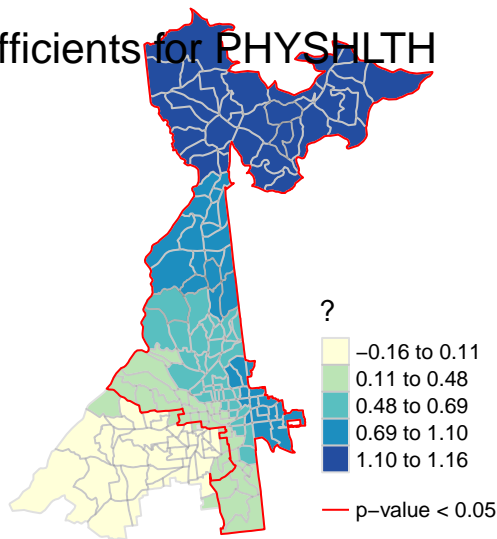 efficients for PHYSHLTH
?
−0.16 to 0.11
0.11 to 0.48
0.48 to 0.69
0.69 to 1.10
1.10 to 1.16
p−value < 0.05